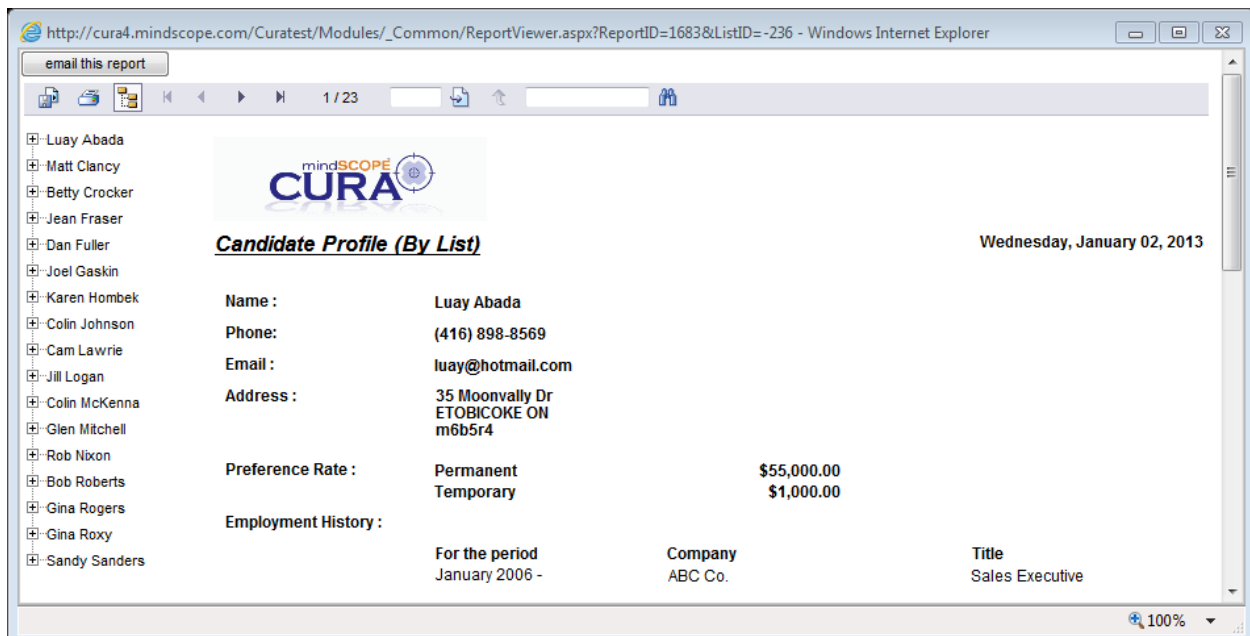 http://cura4.mindscope.com/Curatest/Modules/_Common/ReportViewer.aspx?ReportID=1683&ListID=-236 - Windows Internet Explorer
email this report
1 / 23
Luay Abada
Matt Clancy
Betty Crocker
Jean Fraser
Dan Fuller
Joel Gaskin
Karen Hombek
Colin Johnson
Cam Lawrie
Jill Logan
Colin McKenna
Glen Mitchell
Rob Nixon
Bob Roberts
Gina Rogers
Gina Roxy
Sandy Sanders
mindSCOPE
CURA
Candidate Profile (By List) Wednesday, January 02, 2013
Name : Luay Abada
Phone: (416) 898-8569
Email : luay@hotmail.com
Address : 35 Moonvally Dr
ETOBICOKE ON
m6b5r4
Preference Rate : Permanent $55,000.00
Temporary $1,000.00
Employment History :
For the period Company Title
January 2006 - ABC Co. Sales Executive
100%